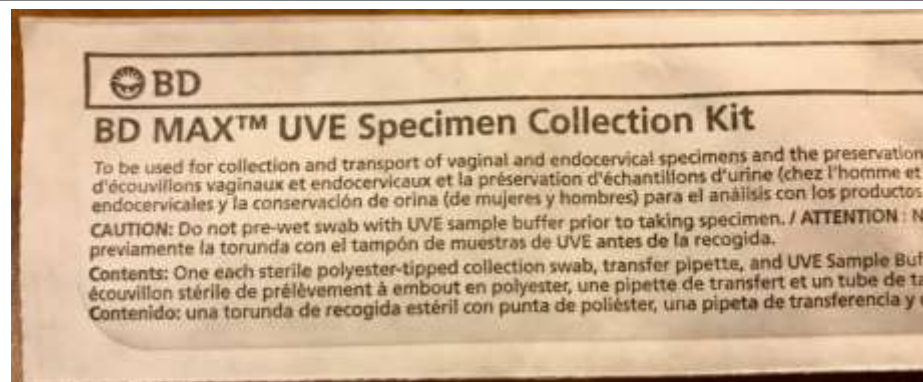 BD
BD MAX™ UVE Specimen Collection Kit
To be used for collection and transport of vaginal and endocervical specimens and the preservation
d'écouvillons vaginaux et endocervicaux et la préservation d'échantillons d'urine (chez l'homme et
endocervicales y la conservación de orina (de mujeres y hombres) para el análisis con los productos
CAUTION: Do not pre-wet swab with UVE sample buffer prior to taking specimen. / ATTENTION : N
previamente la torunda con el tampón de muestras de UVE antes de la recogida.
Contents: One each sterile polyester-tipped collection swab, transfer pipette, and UVE Sample Buf
écouvillon stérile de prélèvement à embout en polyester, une pipette de transfert et un tube de ta
Contenido: una torunda de recogida estéril con punta de poliéster, una pipeta de transferencia y